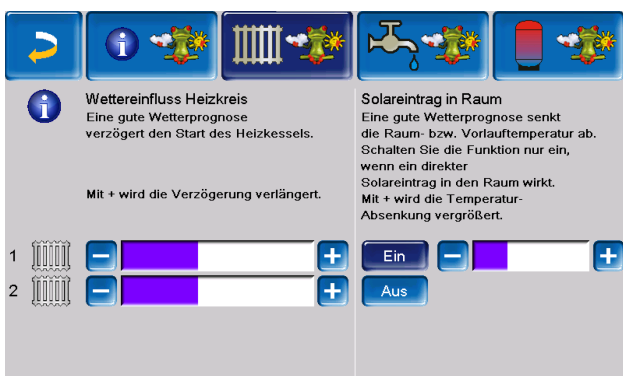 Wettereinfluss Heizkreis
Eine gute Wetterprognose
verzögert den Start des Heizkessels.
Mit + wird die Verzögerung verlängert.
Solareintrag in Raum
Eine gute Wetterprognose senkt
die Raum- bzw. Vorlauftemperatur ab.
Schalten Sie die Funktion nur ein,
wenn ein direkter
Solareintrag in den Raum wirkt.
Mit + wird die Temperatur-
Absenkung vergrößert.
1 − + Ein − +
2 − + Aus